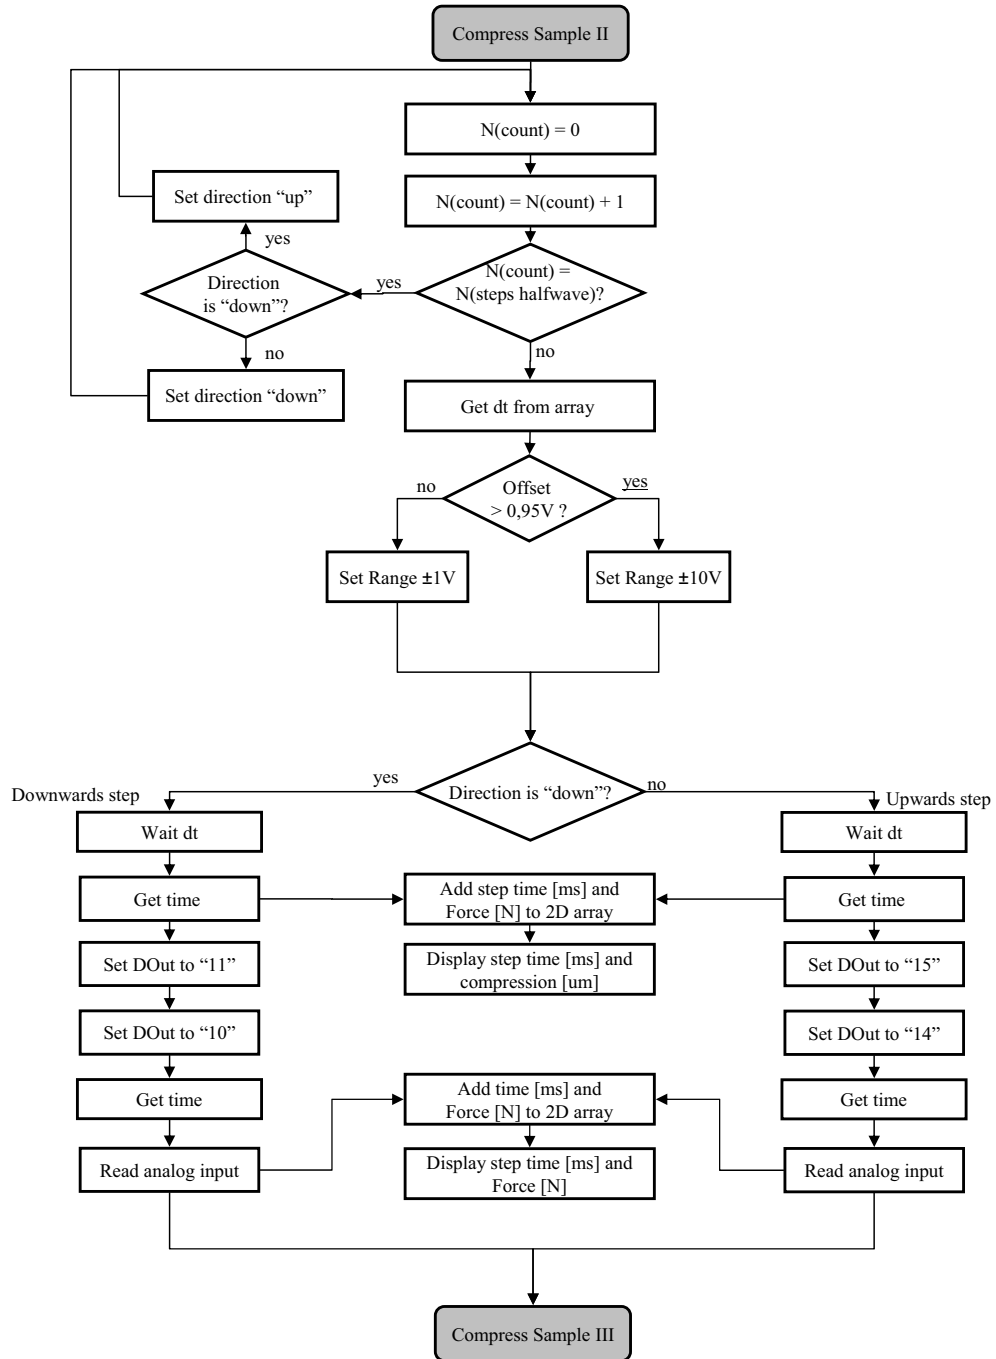 Compress Sample II
N(count) = 0
Set direction “up”
N(count) = N(count) + 1
yes
Direction
is “down”?
yes
N(count) =
N(steps halfwave)?
no
no
Set direction “down”
Get dt from array
no
Offset
> 0,95V ?
yes
Set Range ±1V
Set Range ±10V
yes
Direction is “down”?
no
Downwards step
Upwards step
Wait dt
Wait dt
Get time
Add step time [ms] and
Force [N] to 2D array
Get time
Set DOut to “11”
Display step time [ms] and
compression [um]
Set DOut to “15”
Set DOut to “10”
Set DOut to “14”
Get time
Add time [ms] and
Force [N] to 2D array
Get time
Read analog input
Display step time [ms] and
Force [N]
Read analog input
Compress Sample III